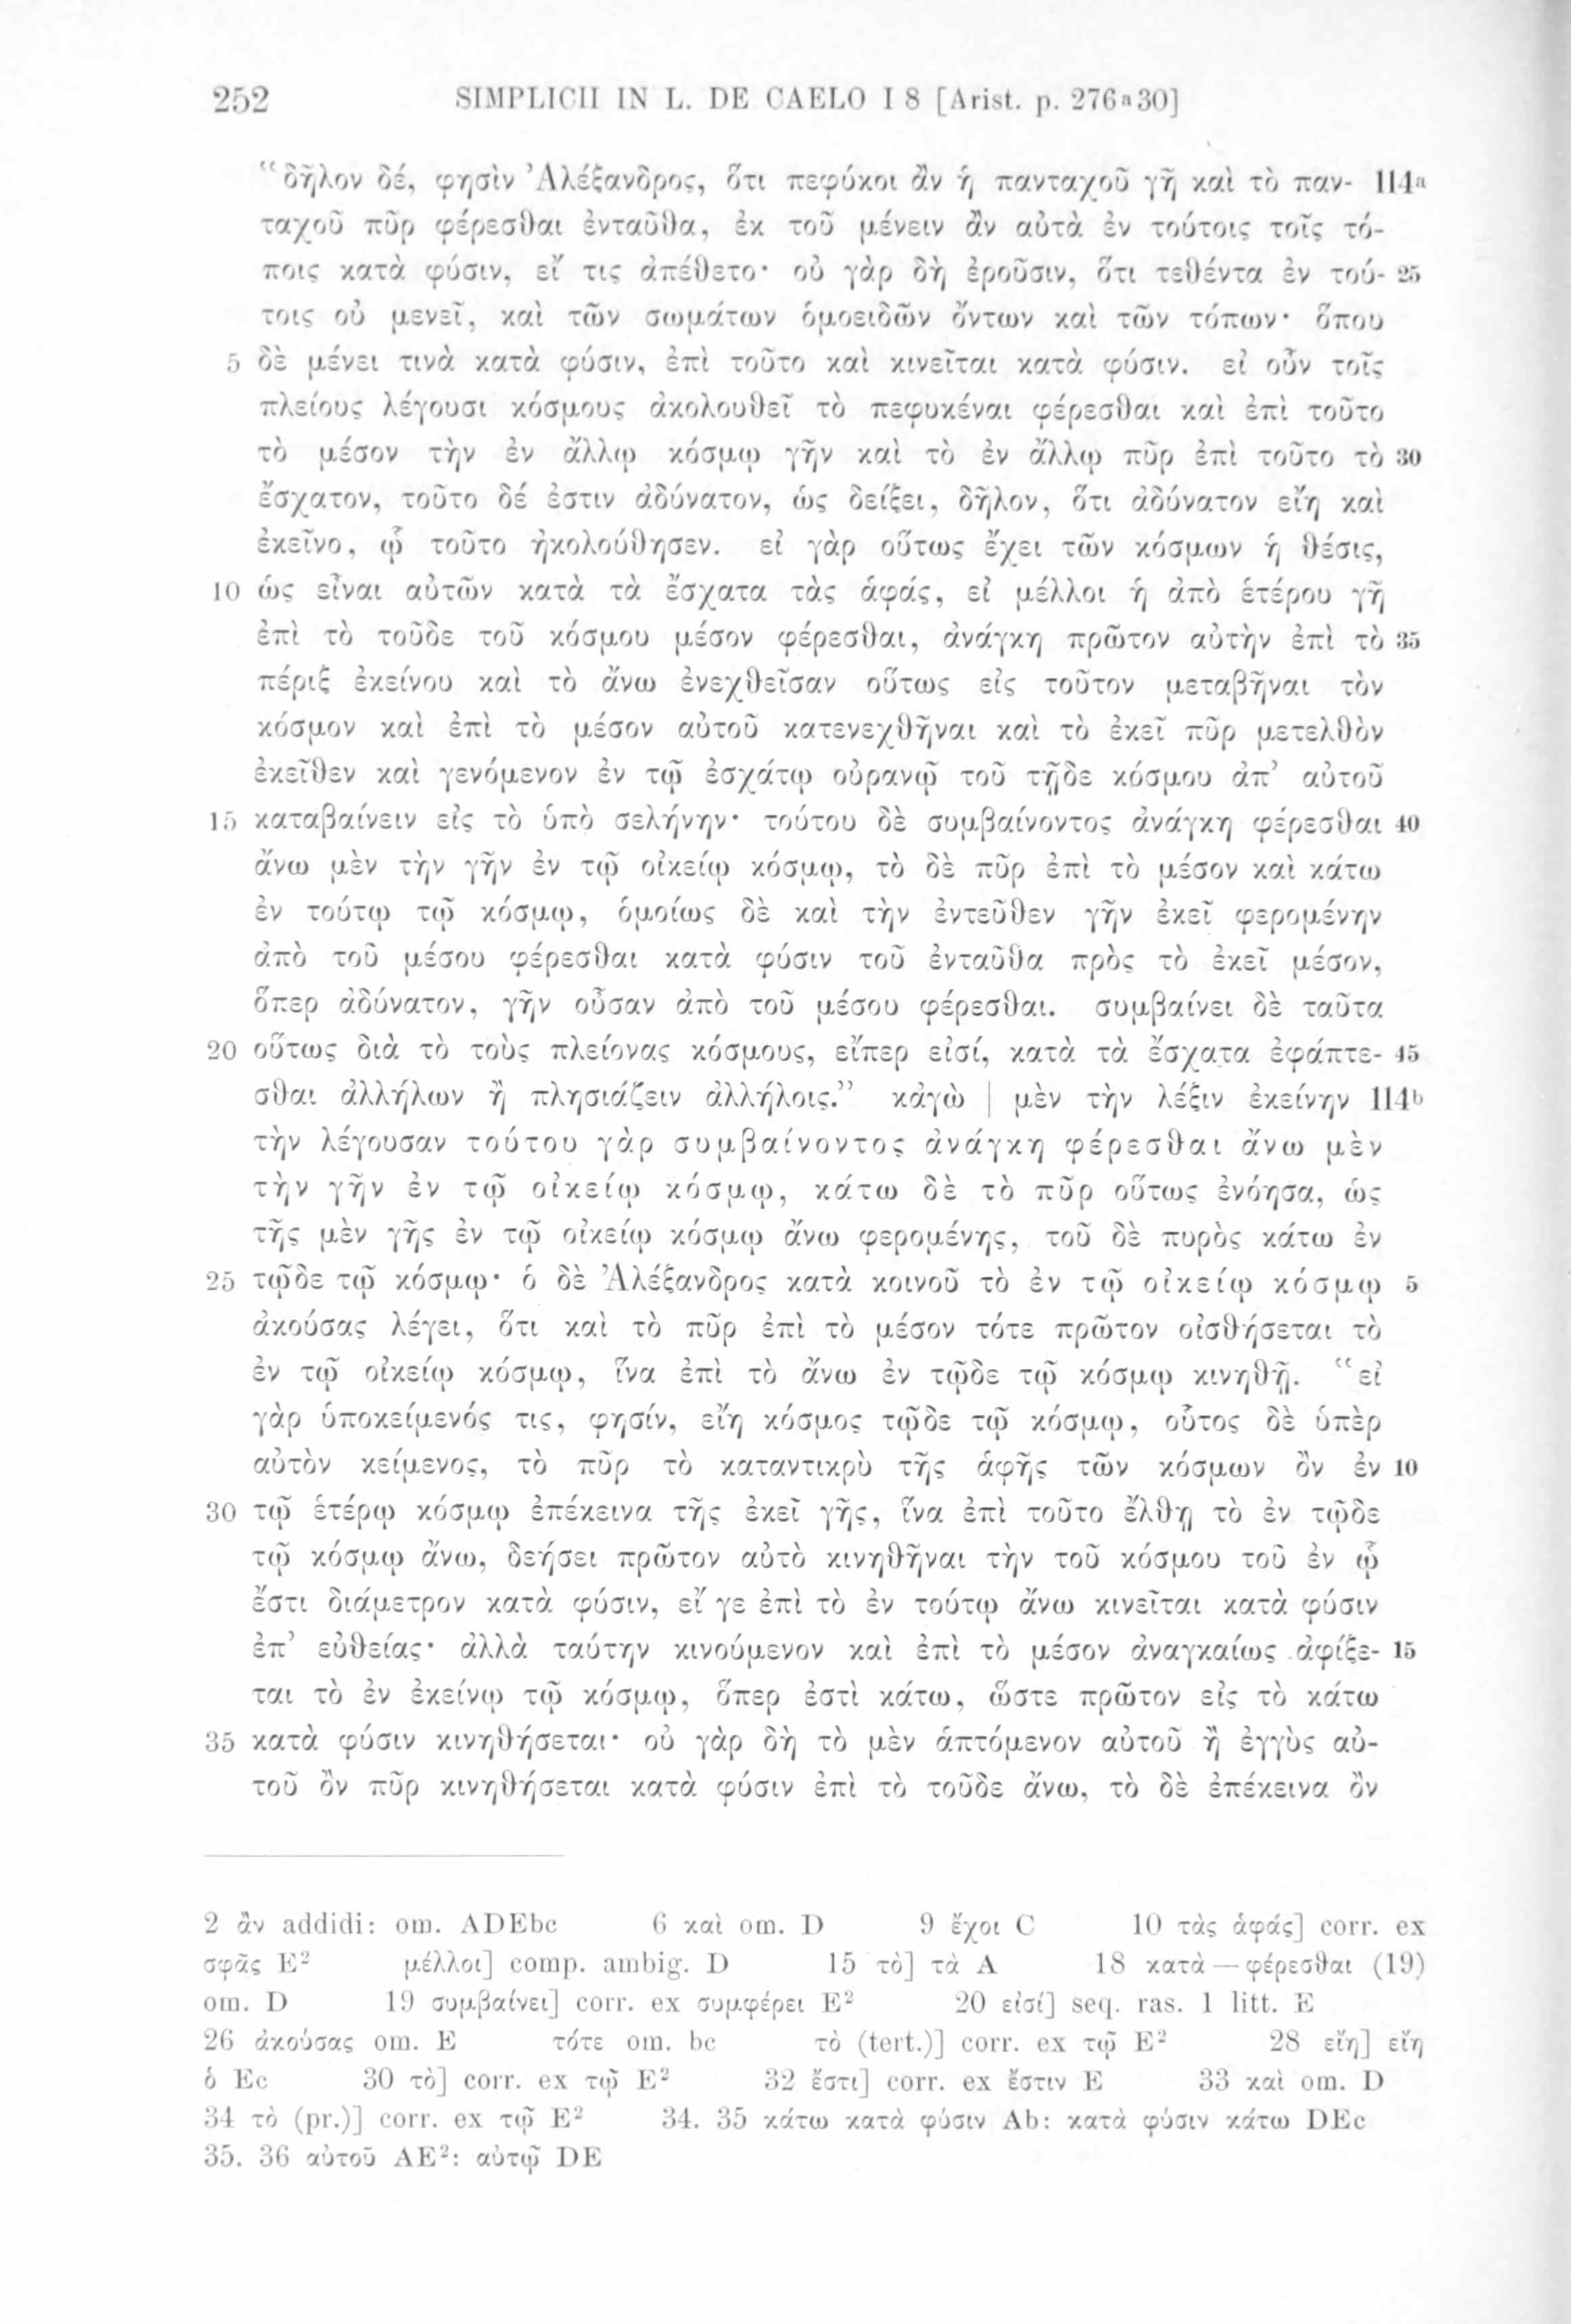 252 SIMPLICII IN L. DE CAELO I 8 [Arist. p. 276a30]
“δῆλον δέ, φησὶν Ἀλέξανδρος, ὅτι πεφύκοι ἂν ἡ πανταχοῦ γῆ καὶ τὸ παν- 114a
ταχοῦ πῦρ φέρεσθαι ἐνταῦθα, ἐκ τοῦ μένειν ἂν αὐτὰ ἐν τούτοις τοῖς τό-
ποις κατὰ φύσιν, εἴ τις ἀπέθετο· οὐ γὰρ δὴ ἐροῦσιν, ὅτι τεθέντα ἐν τού- 25
τοις οὐ μενεῖ, καὶ τῶν σωμάτων ὁμοειδῶν ὄντων καὶ τῶν τόπων· ὅπου
5 δὲ μένει τινὰ κατὰ φύσιν, ἐπὶ τοῦτο καὶ κινεῖται κατὰ φύσιν. εἰ οὖν τοῖς
πλείους λέγουσι κόσμους ἀκολουθεῖ τὸ πεφυκέναι φέρεσθαι καὶ ἐπὶ τοῦτο
τὸ μέσον τὴν ἐν ἄλλῳ κόσμῳ γῆν καὶ τὸ ἐν ἄλλῳ πῦρ ἐπὶ τοῦτο τὸ 30
ἔσχατον, τοῦτο δέ ἐστιν ἀδύνατον, ὡς δείξει, δῆλον, ὅτι ἀδύνατον εἴη καὶ
ἐκεῖνο, ᾧ τοῦτο ἠκολούθησεν. εἰ γὰρ οὕτως ἔχει τῶν κόσμων ἡ θέσις,
10 ὡς εἶναι αὐτῶν κατὰ τὰ ἔσχατα τὰς ἁφάς, εἰ μέλλοι ἡ ἀπὸ ἑτέρου γῆ
ἐπὶ τὸ τοῦδε τοῦ κόσμου μέσον φέρεσθαι, ἀνάγκη πρῶτον αὐτὴν ἐπὶ τὸ 35
πέριξ ἐκείνου καὶ τὸ ἄνω ἐνεχθεῖσαν οὕτως εἰς τοῦτον μεταβῆναι τὸν
κόσμον καὶ ἐπὶ τὸ μέσον αὐτοῦ κατενεχθῆναι καὶ τὸ ἐκεῖ πῦρ μετελθὸν
ἐκεῖθεν καὶ γενόμενον ἐν τῷ ἐσχάτῳ οὐρανῷ τοῦ τῇδε κόσμου ἀπ’ αὐτοῦ
15 καταβαίνειν εἰς τὸ ὑπὸ σελήνην· τούτου δὲ συμβαίνοντος ἀνάγκη φέρεσθαι 40
ἄνω μὲν τὴν γῆν ἐν τῷ οἰκείῳ κόσμῳ, τὸ δὲ πῦρ ἐπὶ τὸ μέσον καὶ κάτω
ἐν τούτῳ τῷ κόσμῳ, ὁμοίως δὲ καὶ τὴν ἐντεῦθεν γῆν ἐκεῖ φερομένην
ἀπὸ τοῦ μέσου φέρεσθαι κατὰ φύσιν τοῦ ἐνταῦθα πρὸς τὸ ἐκεῖ μέσον,
ὅπερ ἀδύνατον, γῆν οὖσαν ἀπὸ τοῦ μέσου φέρεσθαι. συμβαίνει δὲ ταῦτα
20 οὕτως διὰ τὸ τοὺς πλείονας κόσμους, εἴπερ εἰσί, κατὰ τὰ ἔσχατα ἐφάπτε- 45
σθαι ἀλλήλων ἢ πλησιάζειν ἀλλήλοις.” κἀγὼ | μὲν τὴν λέξιν ἐκείνην 114b
τὴν λέγουσαν τούτου γὰρ συμβαίνοντος ἀνάγκη φέρεσθαι ἄνω μὲν
τὴν γῆν ἐν τῷ οἰκείῳ κόσμῳ, κάτω δὲ τὸ πῦρ οὕτως ἐνόησα, ὡς
τῆς μὲν γῆς ἐν τῷ οἰκείῳ κόσμῳ ἄνω φερομένης, τοῦ δὲ πυρὸς κάτω ἐν
25 τῷδε τῷ κόσμῳ· ὁ δὲ Ἀλέξανδρος κατὰ κοινοῦ τὸ ἐν τῷ οἰκείῳ κόσμῳ 5
ἀκούσας λέγει, ὅτι καὶ τὸ πῦρ ἐπὶ τὸ μέσον τότε πρῶτον οἰσθήσεται τὸ
ἐν τῷ οἰκείῳ κόσμῳ, ἵνα ἐπὶ τὸ ἄνω ἐν τῷδε τῷ κόσμῳ κινηθῇ. “εἰ
γὰρ ὑποκείμενός τις, φησίν, εἴη κόσμος τῷδε τῷ κόσμῳ, οὗτος δὲ ὑπὲρ
αὐτὸν κείμενος, τὸ πῦρ τὸ καταντικρὺ τῆς ἁφῆς τῶν κόσμων ὂν ἐν 10
30 τῷ ἑτέρῳ κόσμῳ ἐπέκεινα τῆς ἐκεῖ γῆς, ἵνα ἐπὶ τοῦτο ἔλθῃ τὸ ἐν τῷδε
τῷ κόσμῳ ἄνω, δεήσει πρῶτον αὐτὸ κινηθῆναι τὴν τοῦ κόσμου τοῦ ἐν ᾧ
ἔστι διάμετρον κατὰ φύσιν, εἴ γε ἐπὶ τὸ ἐν τούτῳ ἄνω κινεῖται κατὰ φύσιν
ἐπ’ εὐθείας· ἀλλὰ ταύτην κινούμενον καὶ ἐπὶ τὸ μέσον ἀναγκαίως ἀφίξε- 15
ται τὸ ἐν ἐκείνῳ τῷ κόσμῳ, ὅπερ ἐστὶ κάτω, ὥστε πρῶτον εἰς τὸ κάτω
35 κατὰ φύσιν κινηθήσεται· οὐ γὰρ δὴ τὸ μὲν ἁπτόμενον αὐτοῦ ἢ ἐγγὺς αὐ-
τοῦ ὂν πῦρ κινηθήσεται κατὰ φύσιν ἐπὶ τὸ τοῦδε ἄνω, τὸ δὲ ἐπέκεινα ὂν
2 ἂν addidi: om. ADEbc 6 καὶ om. D 9 ἔχοι C 10 τὰς ἁφάς] corr. ex
σφᾶς E² μέλλοι] comp. ambig. D 15 τὸ] τὰ A 18 κατὰ — φέρεσθαι (19)
om. D 19 συμβαίνει] corr. ex συμφέρει E² 20 εἰσί] seq. ras. 1 litt. E
26 ἀκούσας om. E τότε om. bc τὸ (tert.)] corr. ex τῷ E² 28 εἴη] εἴη
ὁ Ec 30 τὸ] corr. ex τῷ E² 32 ἔστι] corr. ex ἔστιν E 33 καὶ om. D
34 τὸ (pr.)] corr. ex τῷ E² 34. 35 κάτω κατὰ φύσιν Ab: κατὰ φύσιν κάτω DEc
35. 36 αὐτοῦ AE²: αὐτῷ DE